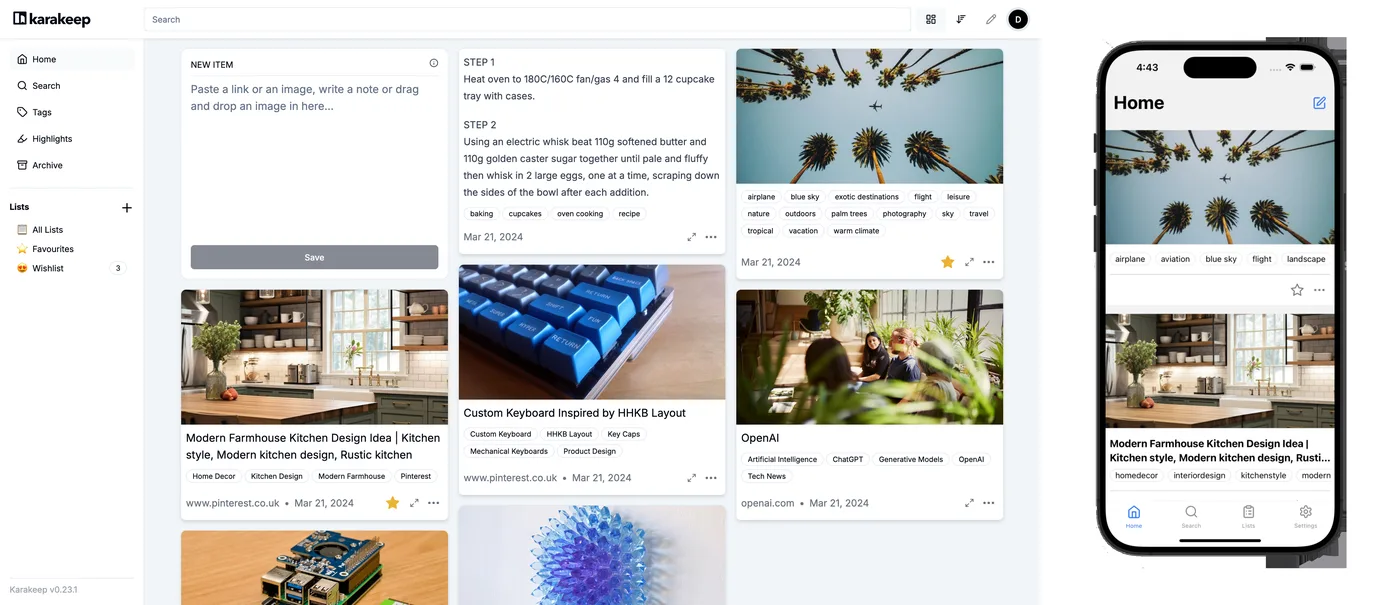 karakeep
Search
D
Home
Search
Tags
Highlights
Archive
Lists
All Lists
Favourites
Wishlist
3
Karakeep v0.23.1
NEW ITEM
Paste a link or an image, write a note or drag
and drop an image in here...
Save
Modern Farmhouse Kitchen Design Idea | Kitchen
style, Modern kitchen design, Rustic kitchen
Home Decor
Kitchen Design
Modern Farmhouse
Pinterest
www.pinterest.co.uk • Mar 21, 2024
STEP 1
Heat oven to 180C/160C fan/gas 4 and fill a 12 cupcake
tray with cases.
STEP 2
Using an electric whisk beat 110g softened butter and
110g golden caster sugar together until pale and fluffy
then whisk in 2 large eggs, one at a time, scraping down
the sides of the bowl after each addition.
baking
cupcakes
oven cooking
recipe
Mar 21, 2024
RETURN
SHIFT
RETURN
FUN
HYPER
RETURN
Custom Keyboard Inspired by HHKB Layout
Custom Keyboard
HHKB Layout
Key Caps
Mechanical Keyboards
Product Design
www.pinterest.co.uk • Mar 21, 2024
airplane
blue sky
exotic destinations
flight
leisure
nature
outdoors
palm trees
photography
sky
travel
tropical
vacation
warm climate
Mar 21, 2024
OpenAI
Artificial Intelligence
ChatGPT
Generative Models
OpenAI
Tech News
openai.com • Mar 21, 2024
4:43
Home
airplane
aviation
blue sky
flight
landscape
Modern Farmhouse Kitchen Design Idea |
Kitchen style, Modern kitchen design, Rusti...
homedecor
interiordesign
kitchenstyle
modern
Home
Search
Lists
Settings